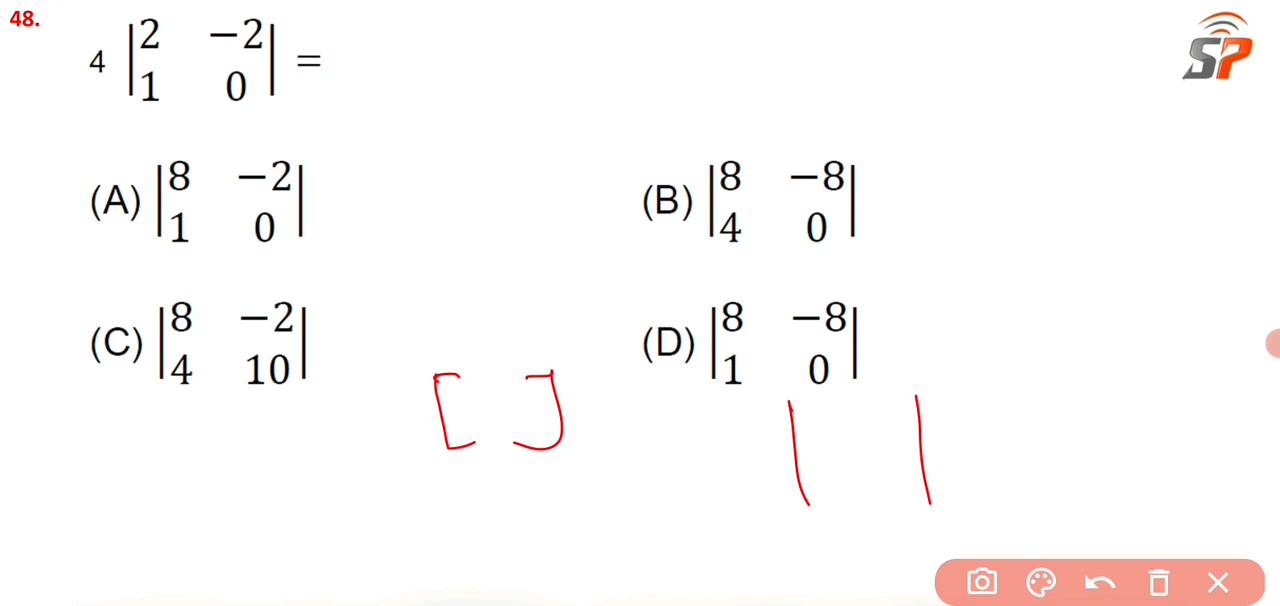 48.
4 |2 −2| =
|1 0|
SP
(A) |8 −2| (B) |8 −8|
|1 0| |4 0|
(C) |8 −2| (D) |8 −8|
|4 10| |1 0|
[ ]
| |